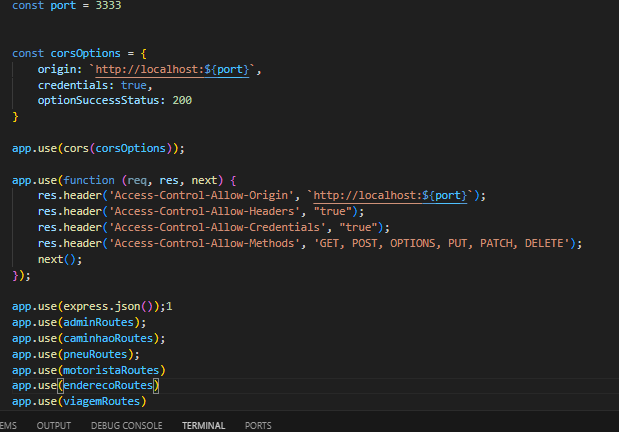 const port = 3333
const corsOptions = {
    origin: `http://localhost:${port}`,
    credentials: true,
    optionSuccessStatus: 200
}
app.use(cors(corsOptions));
app.use(function (req, res, next) {
    res.header('Access-Control-Allow-Origin', `http://localhost:${port}`);
    res.header('Access-Control-Allow-Headers', "true");
    res.header('Access-Control-Allow-Credentials', "true");
    res.header('Access-Control-Allow-Methods', 'GET, POST, OPTIONS, PUT, PATCH, DELETE');
    next();
});
app.use(express.json());1
app.use(adminRoutes);
app.use(caminhaoRoutes);
app.use(pneuRoutes);
app.use(motoristaRoutes)
app.use(enderecoRoutes)
app.use(viagemRoutes)
EMS OUTPUT DEBUG CONSOLE TERMINAL PORTS